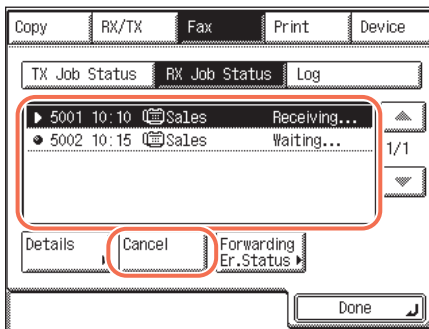 Copy RX/TX Fax Print Device
TX Job Status RX Job Status Log
5001 10:10 Sales Receiving...
5002 10:15 Sales Waiting...
1/1
Details Cancel Forwarding
Er.Status
Done